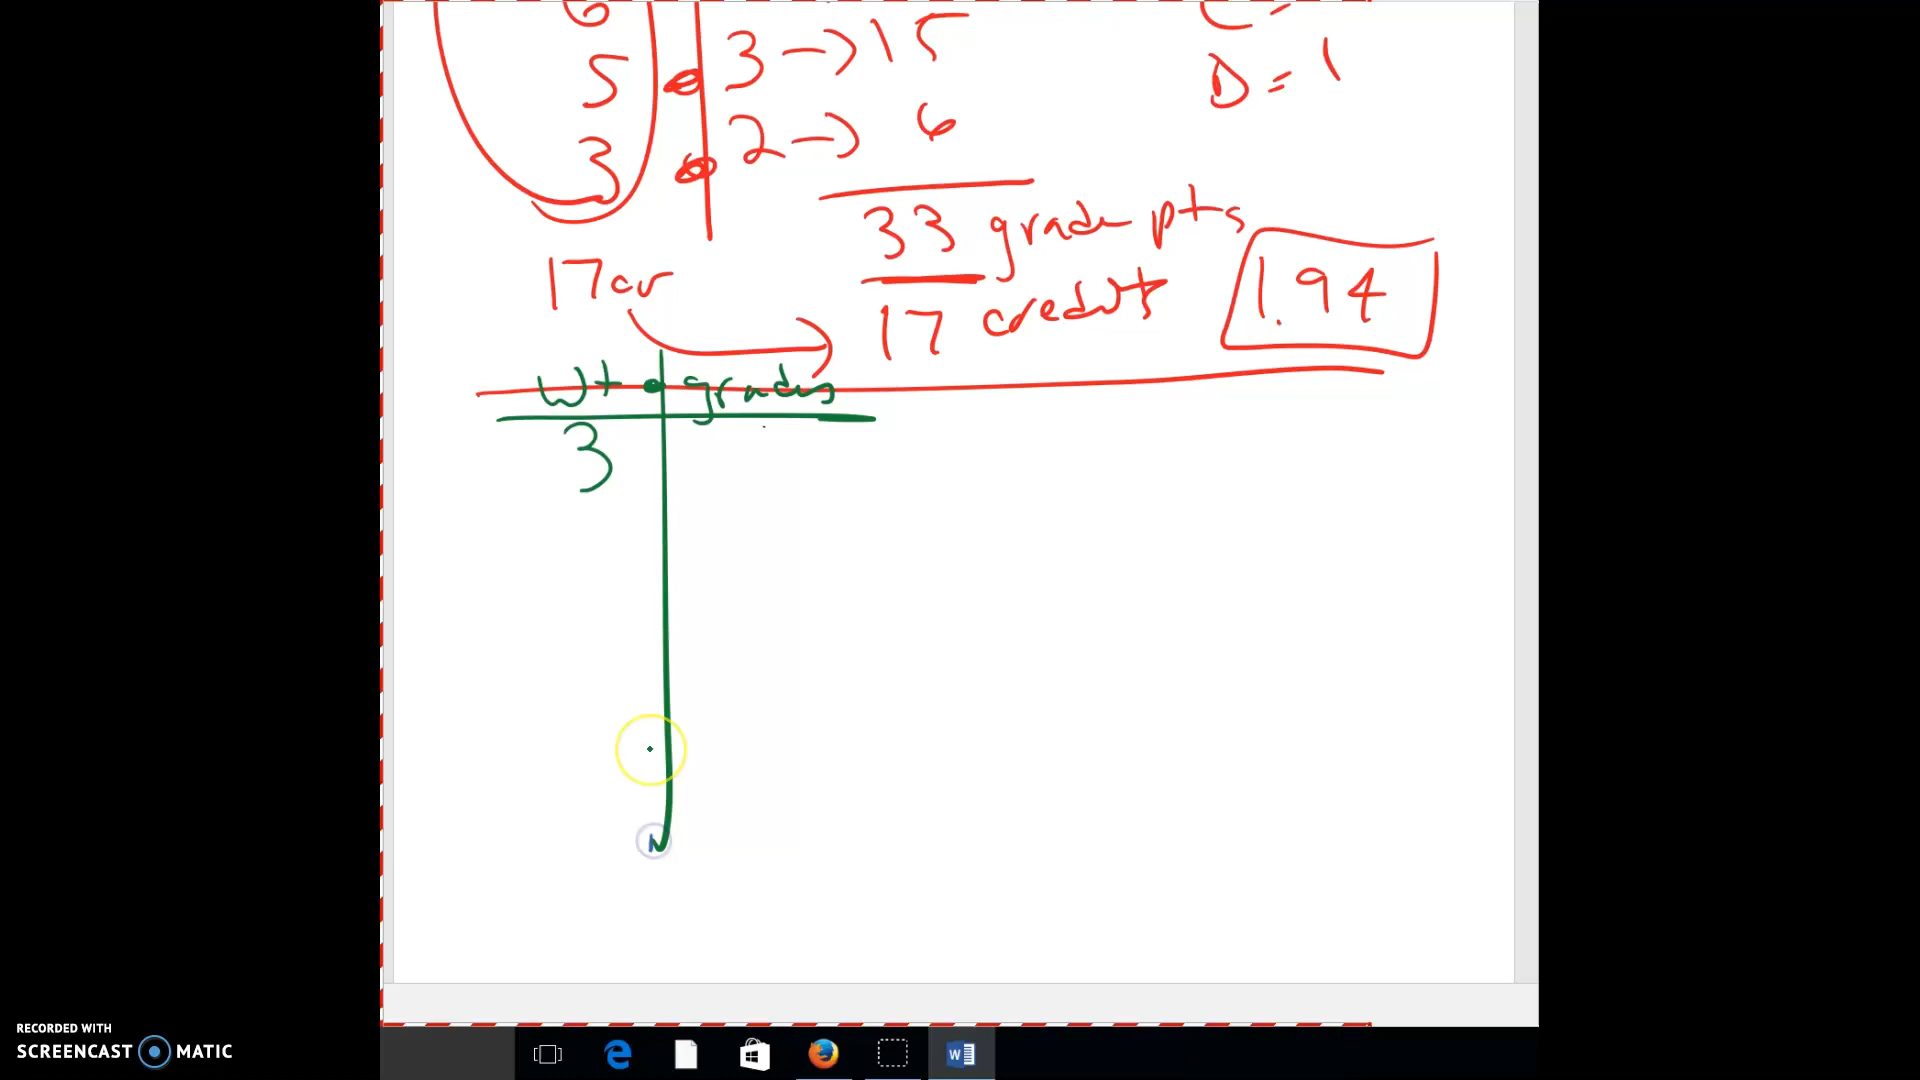 6
5 • 3 → 15
3 • 2 → 6
C =
D = 1
33 grade pts
17 cr
17 credits
1.94
wt • grades
3
RECORDED WITH
SCREENCAST MATIC